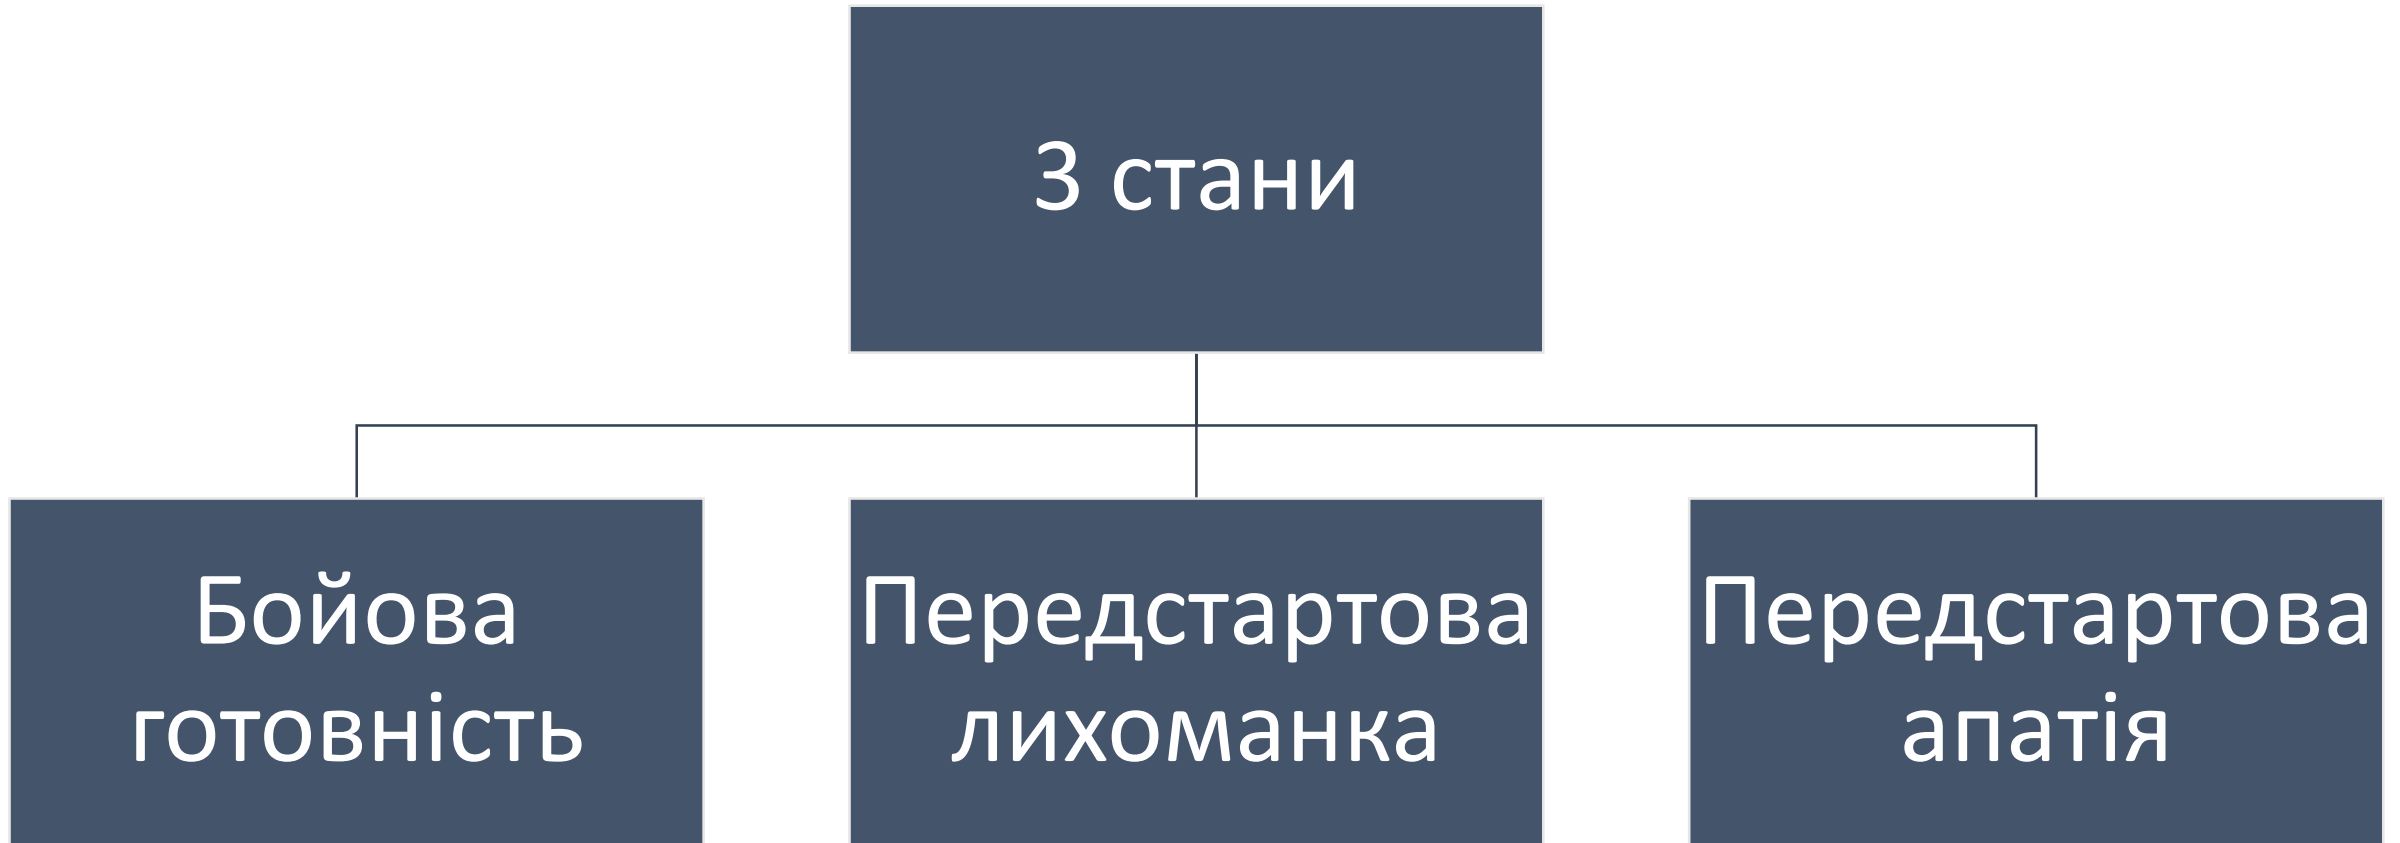 3 стани
Бойова
готовність
Передстартова
лихоманка
Передстартова
апатія